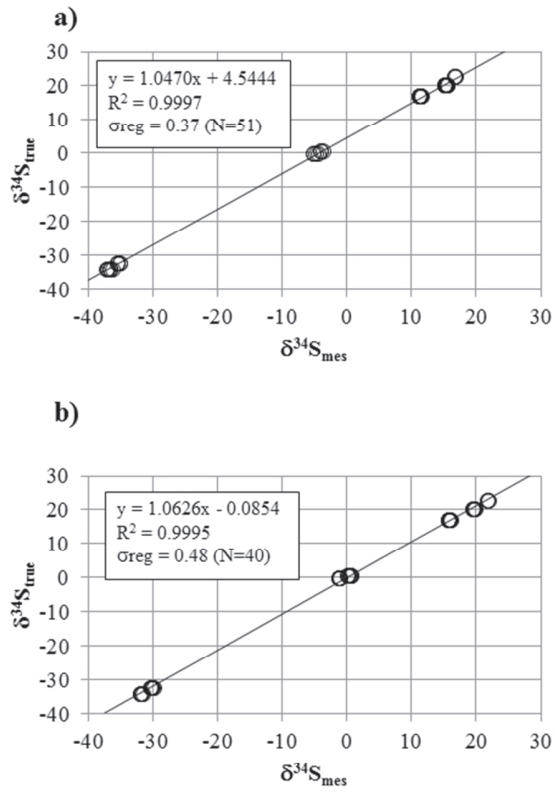 a)
30
20
10
0
-10
-20
-30
-40
y = 1.0470x + 4.5444
R² = 0.9997
σreg = 0.37 (N=51)
δ³⁴Strue
-40 -30 -20 -10 0 10 20 30
δ³⁴Smes
b)
30
20
10
0
-10
-20
-30
-40
y = 1.0626x - 0.0854
R² = 0.9995
σreg = 0.48 (N=40)
δ³⁴Strue
-40 -30 -20 -10 0 10 20 30
δ³⁴Smes